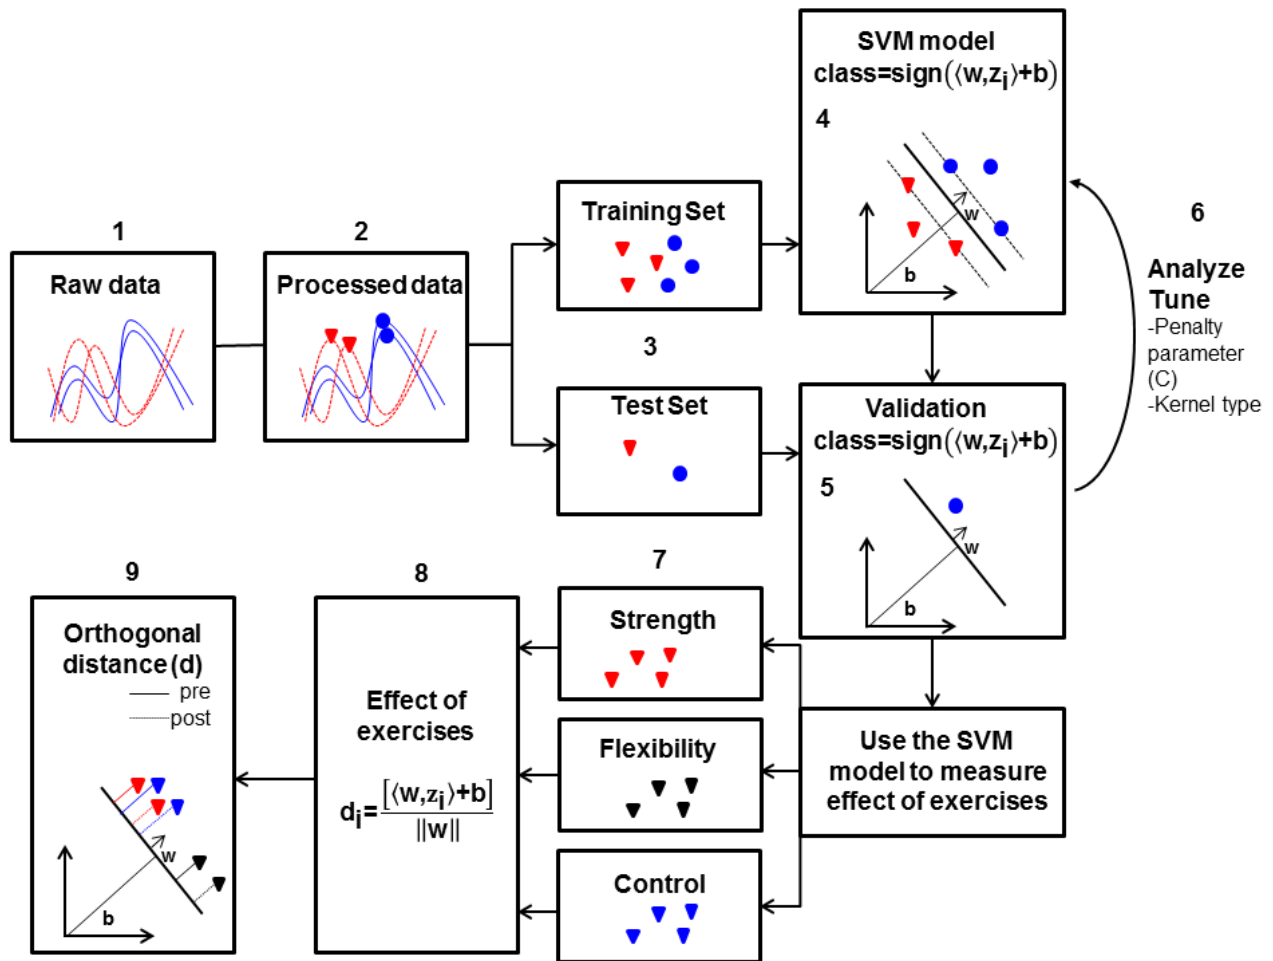 1
Raw data
2
Processed data
Training Set
3
Test Set
SVM model
class=sign(⟨w,zᵢ⟩+b)
4
w
b
Validation
class=sign(⟨w,zᵢ⟩+b)
5
w
b
6
Analyze
Tune
-Penalty
parameter
(C)
-Kernel type
Use the SVM
model to measure
effect of exercises
7
Strength
Flexibility
Control
8
Effect of
exercises
dᵢ=[⟨w,zᵢ⟩+b]/‖w‖
9
Orthogonal
distance (d)
pre
post
w
b